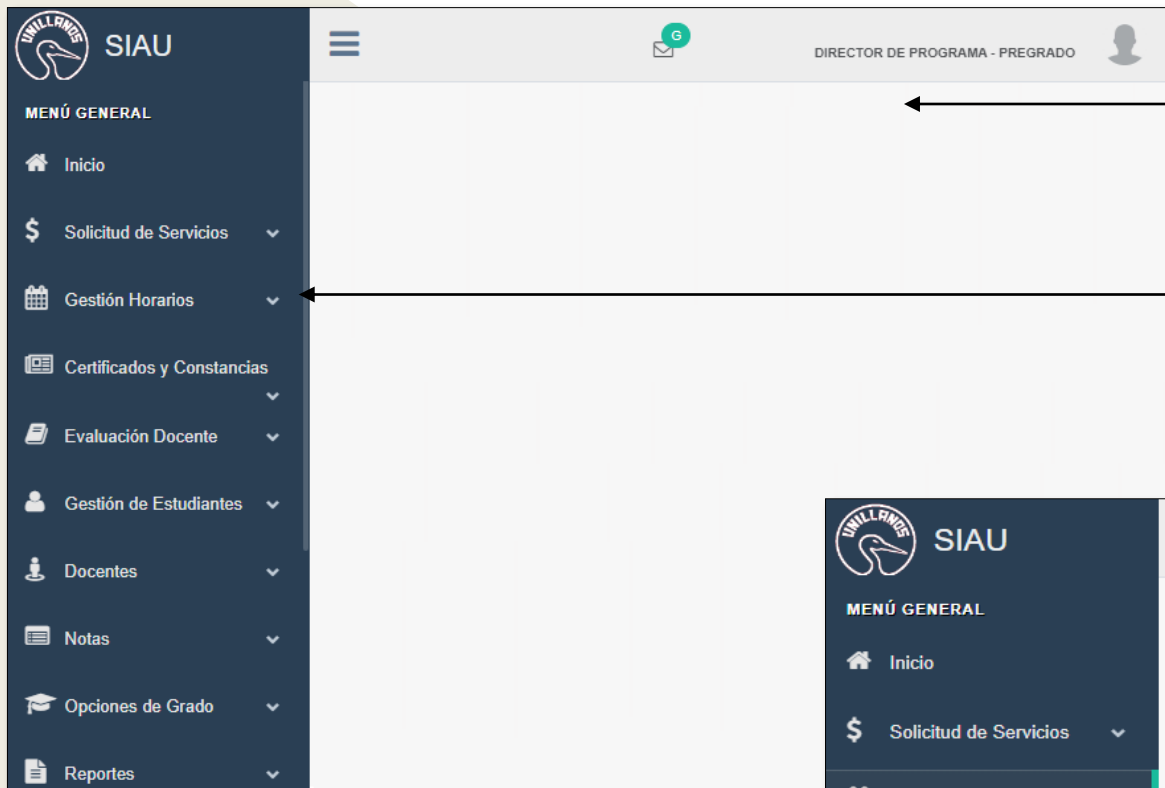 UNILLANOS
SIAU
G
DIRECTOR DE PROGRAMA - PREGRADO
MENÚ GENERAL
Inicio
$ Solicitud de Servicios
Gestión Horarios
Certificados y Constancias
Evaluación Docente
Gestión de Estudiantes
Docentes
Notas
Opciones de Grado
Reportes
UNILLANOS
SIAU
MENÚ GENERAL
Inicio
$ Solicitud de Servicios